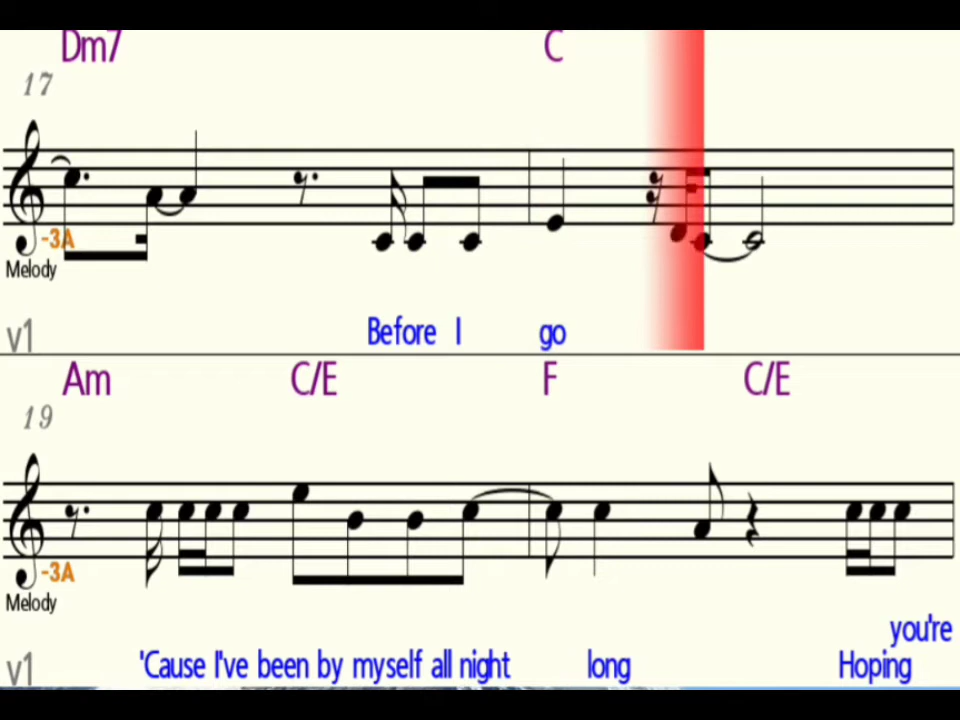 Dm7 C
17
-3A
Melody
v1 Before I go
Am C/E F C/E
19
-3A
Melody
you're
v1 'Cause I've been by myself all night long Hoping